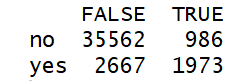 FALSE TRUE
no 35562 986
yes 2667 1973